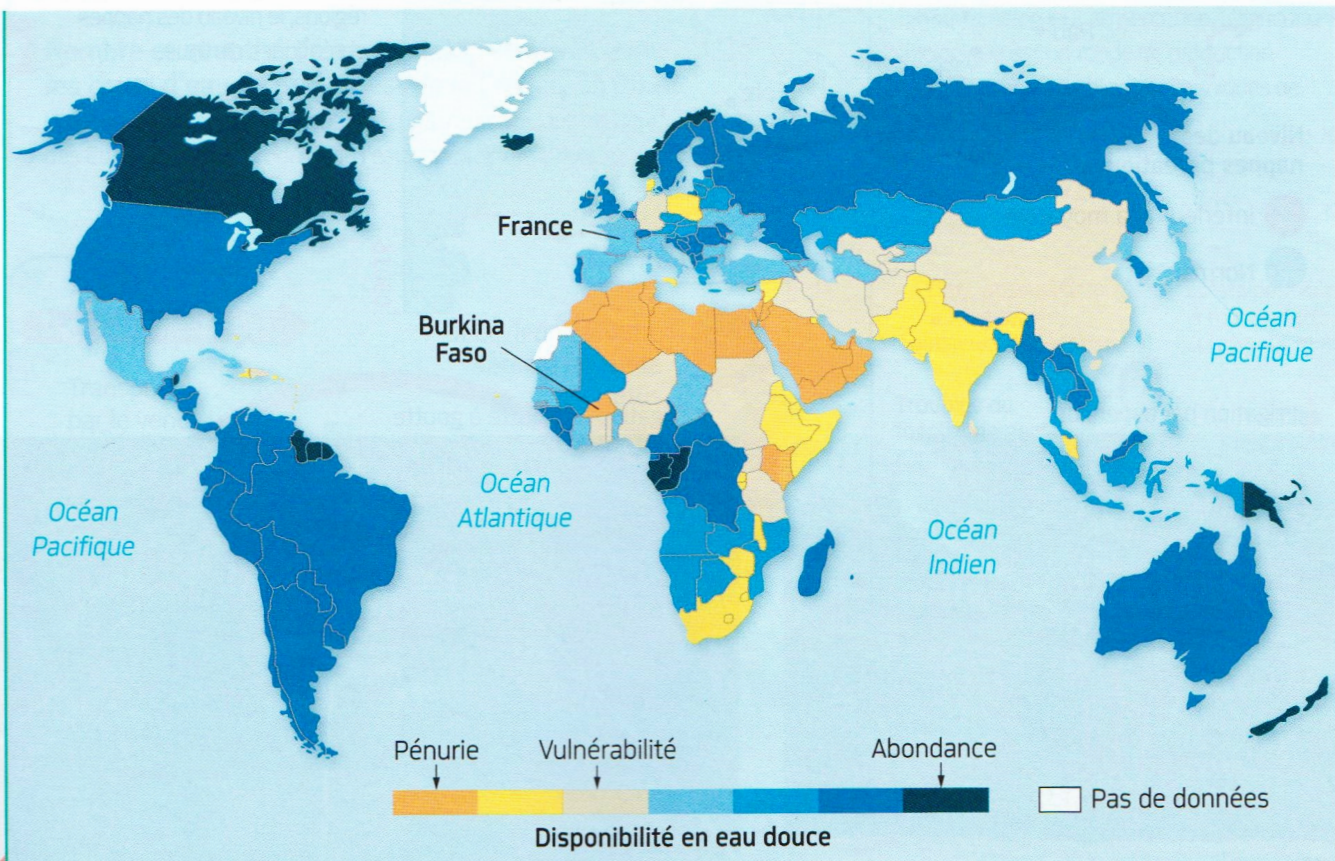 France
Burkina
Faso
Océan
Pacifique
Océan
Atlantique
Océan
Pacifique
Océan
Indien
Pénurie
Vulnérabilité
Abondance
Pas de données
Disponibilité en eau douce